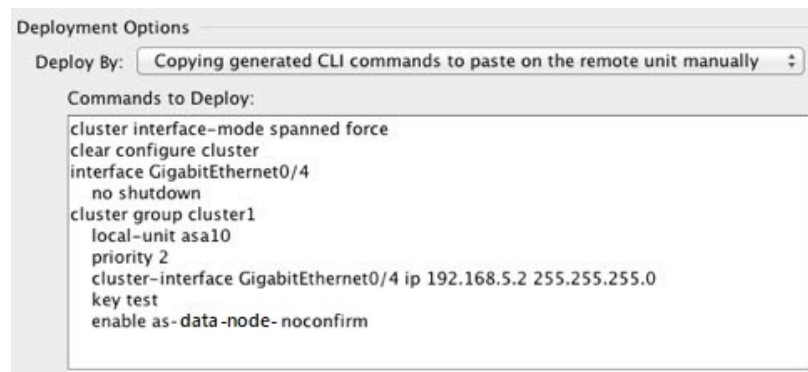 Deployment Options
Deploy By: Copying generated CLI commands to paste on the remote unit manually
Commands to Deploy:
cluster interface-mode spanned force
clear configure cluster
interface GigabitEthernet0/4
no shutdown
cluster group cluster1
local-unit asa10
priority 2
cluster-interface GigabitEthernet0/4 ip 192.168.5.2 255.255.255.0
key test
enable as-data-node-noconfirm